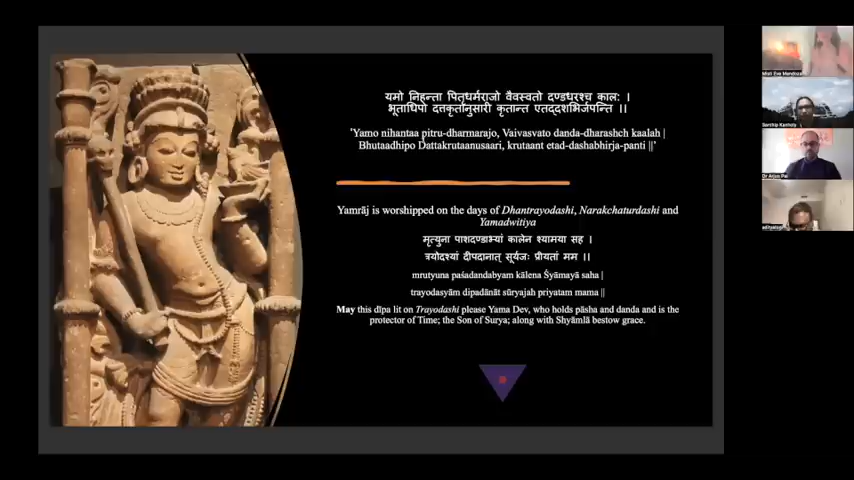 यमो निहन्ता पितृधर्मराजो वैवस्वतो दण्डधरश्च कालः ।
भूताधिपो दत्तकृतानुसारी कृतान्त एतद्दशभिर्जपन्ति ।।
'Yamo nihantaa pitru-dharmarajo, Vaivasvato danda-dharashch kaalah |
Bhutaadhipo Dattakrutaanusaari, krutaant etad-dashabhirja-panti ||'
Yamrāj is worshipped on the days of Dhantrayodashi, Narakchaturdashi and
Yamadwitiya
मृत्युना पाशदण्डाभ्यां कालेन श्यामया सह ।
त्रयोदश्यां दीपदानात् सूर्यजः प्रीयतां मम ।।
mrutyuna paśadandabyam kālena Śyāmayā saha |
trayodasyām dipadānāt sūryajah priyatam mama ||
May this dīpa lit on Trayodashi please Yama Dev, who holds pāsha and danda and is the
protector of Time; the Son of Surya; along with Shyāmlā bestow grace.
Dr Arjun Pai